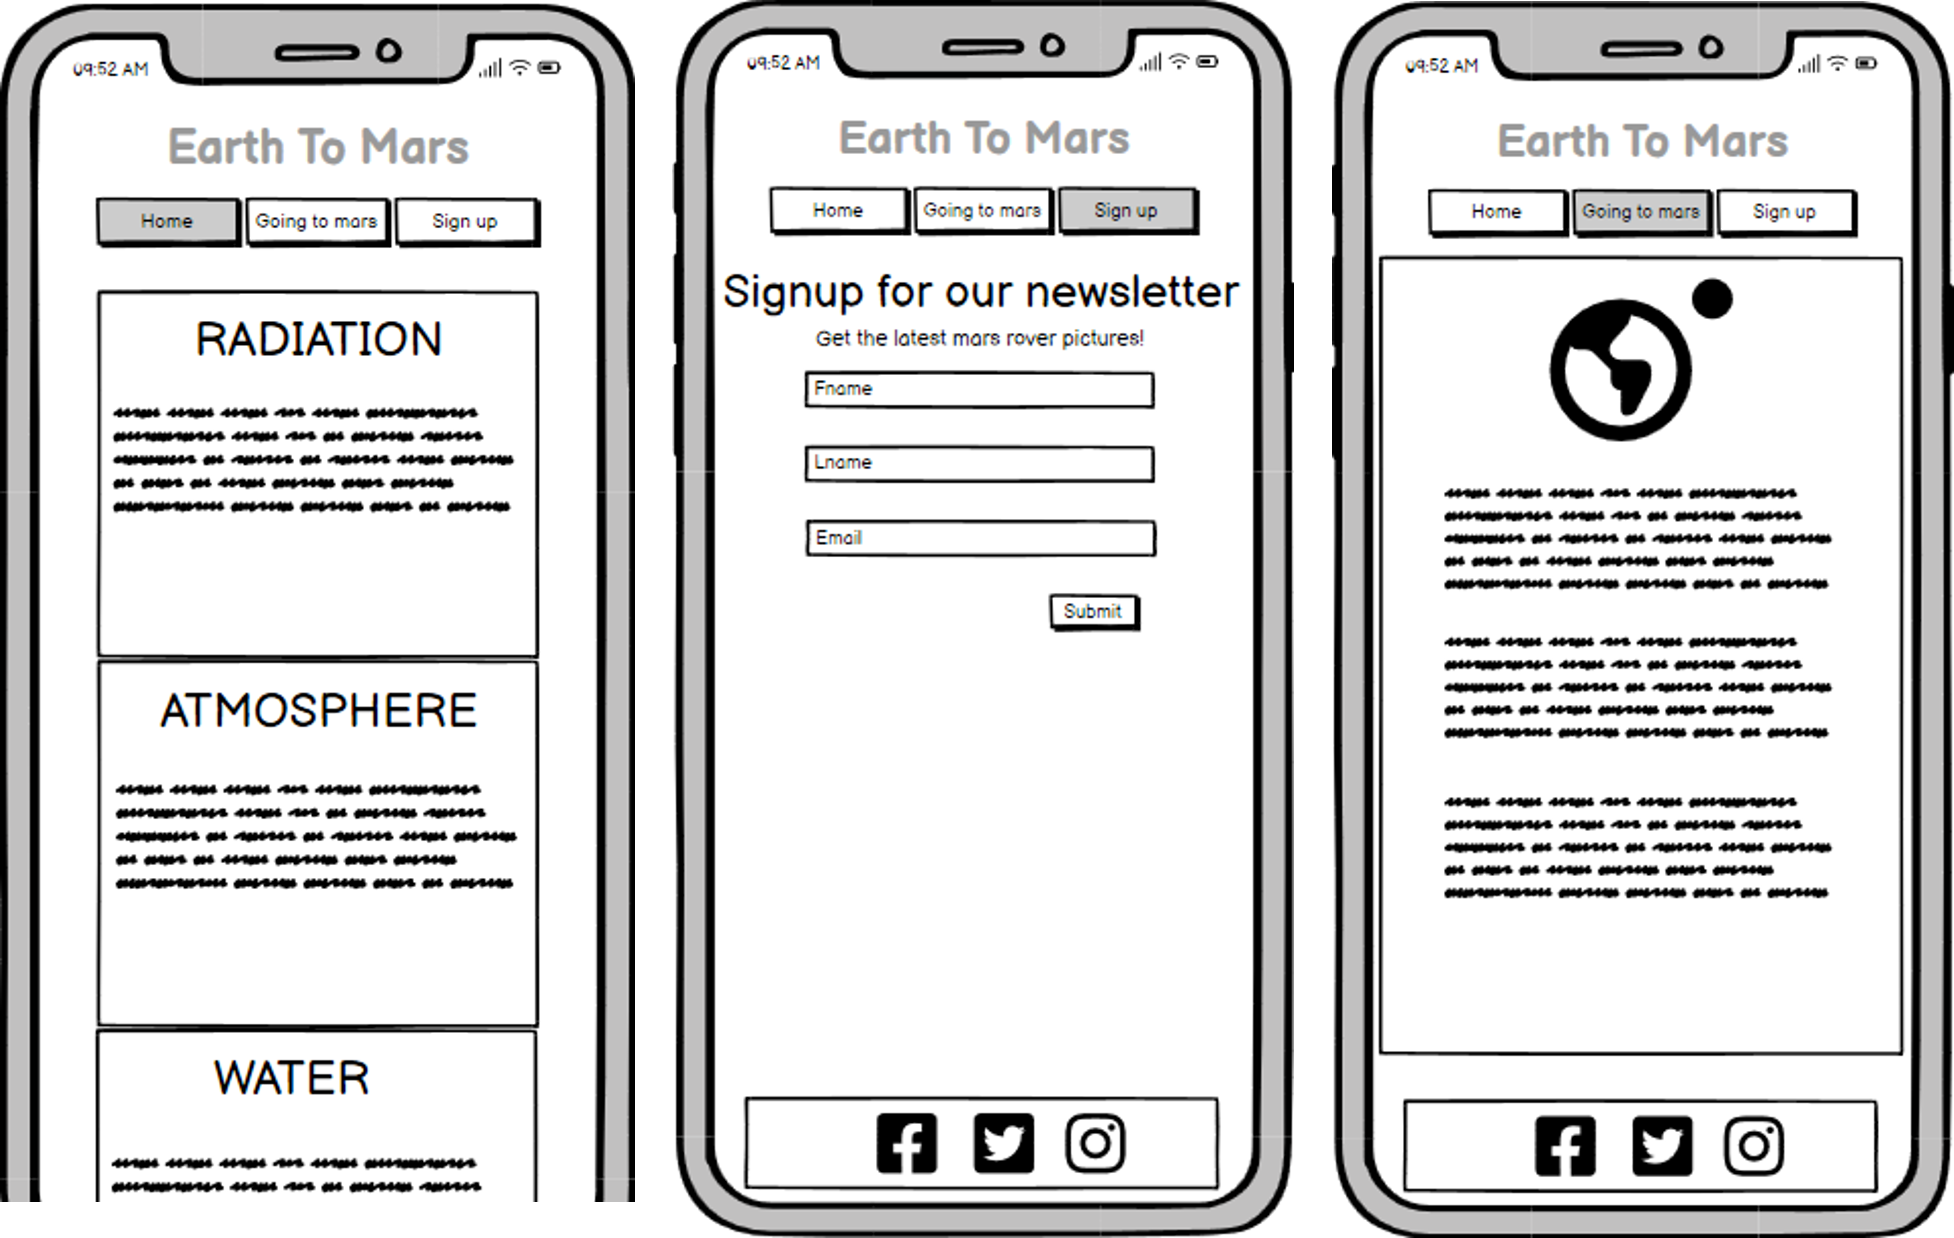 09:52 AM
Earth To Mars
Home
Going to mars
Sign up
RADIATION
ATMOSPHERE
WATER
09:52 AM
Earth To Mars
Home
Going to mars
Sign up
Signup for our newsletter
Get the latest mars rover pictures!
Fname
Lname
Email
Submit
09:52 AM
Earth To Mars
Home
Going to mars
Sign up